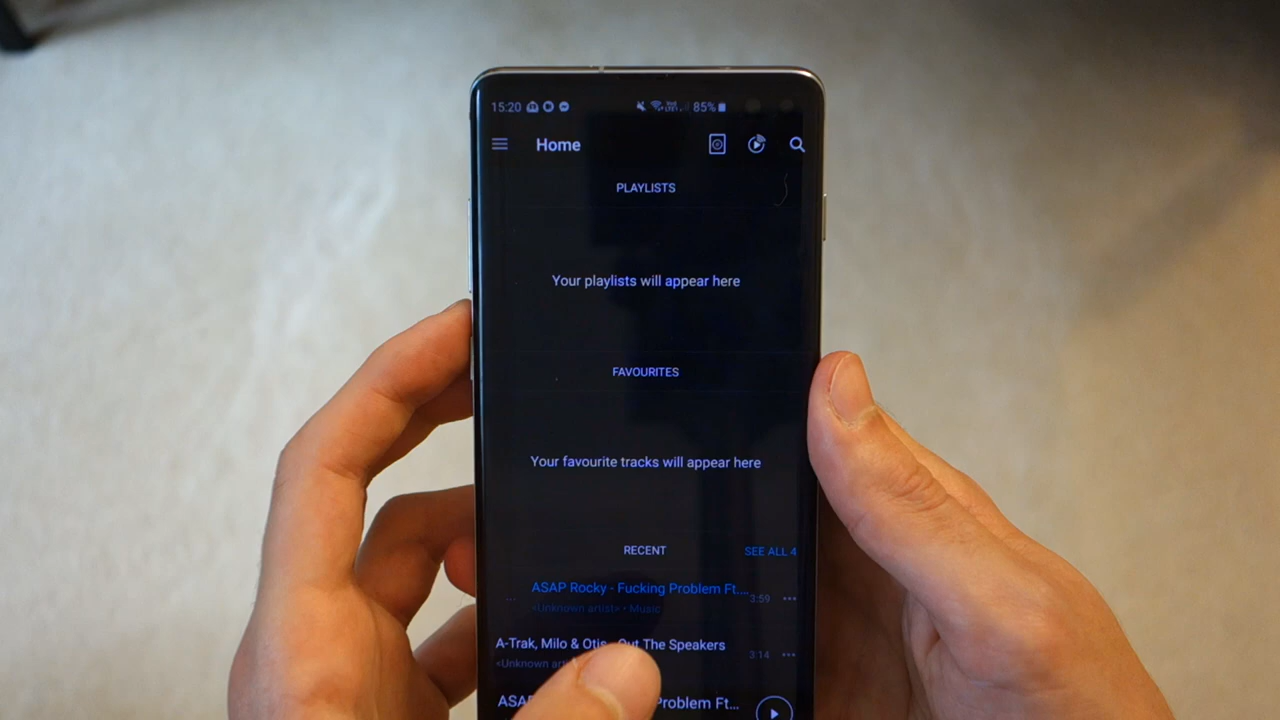 15:20 85%
Home
PLAYLISTS
Your playlists will appear here
FAVOURITES
Your favourite tracks will appear here
RECENT SEE ALL 4
ASAP Rocky - Fucking Problem Ft....
3:59
<Unknown artist> • Music
A-Trak, Milo & Otis - Out The Speakers
3:14
<Unknown
Problem Ft...